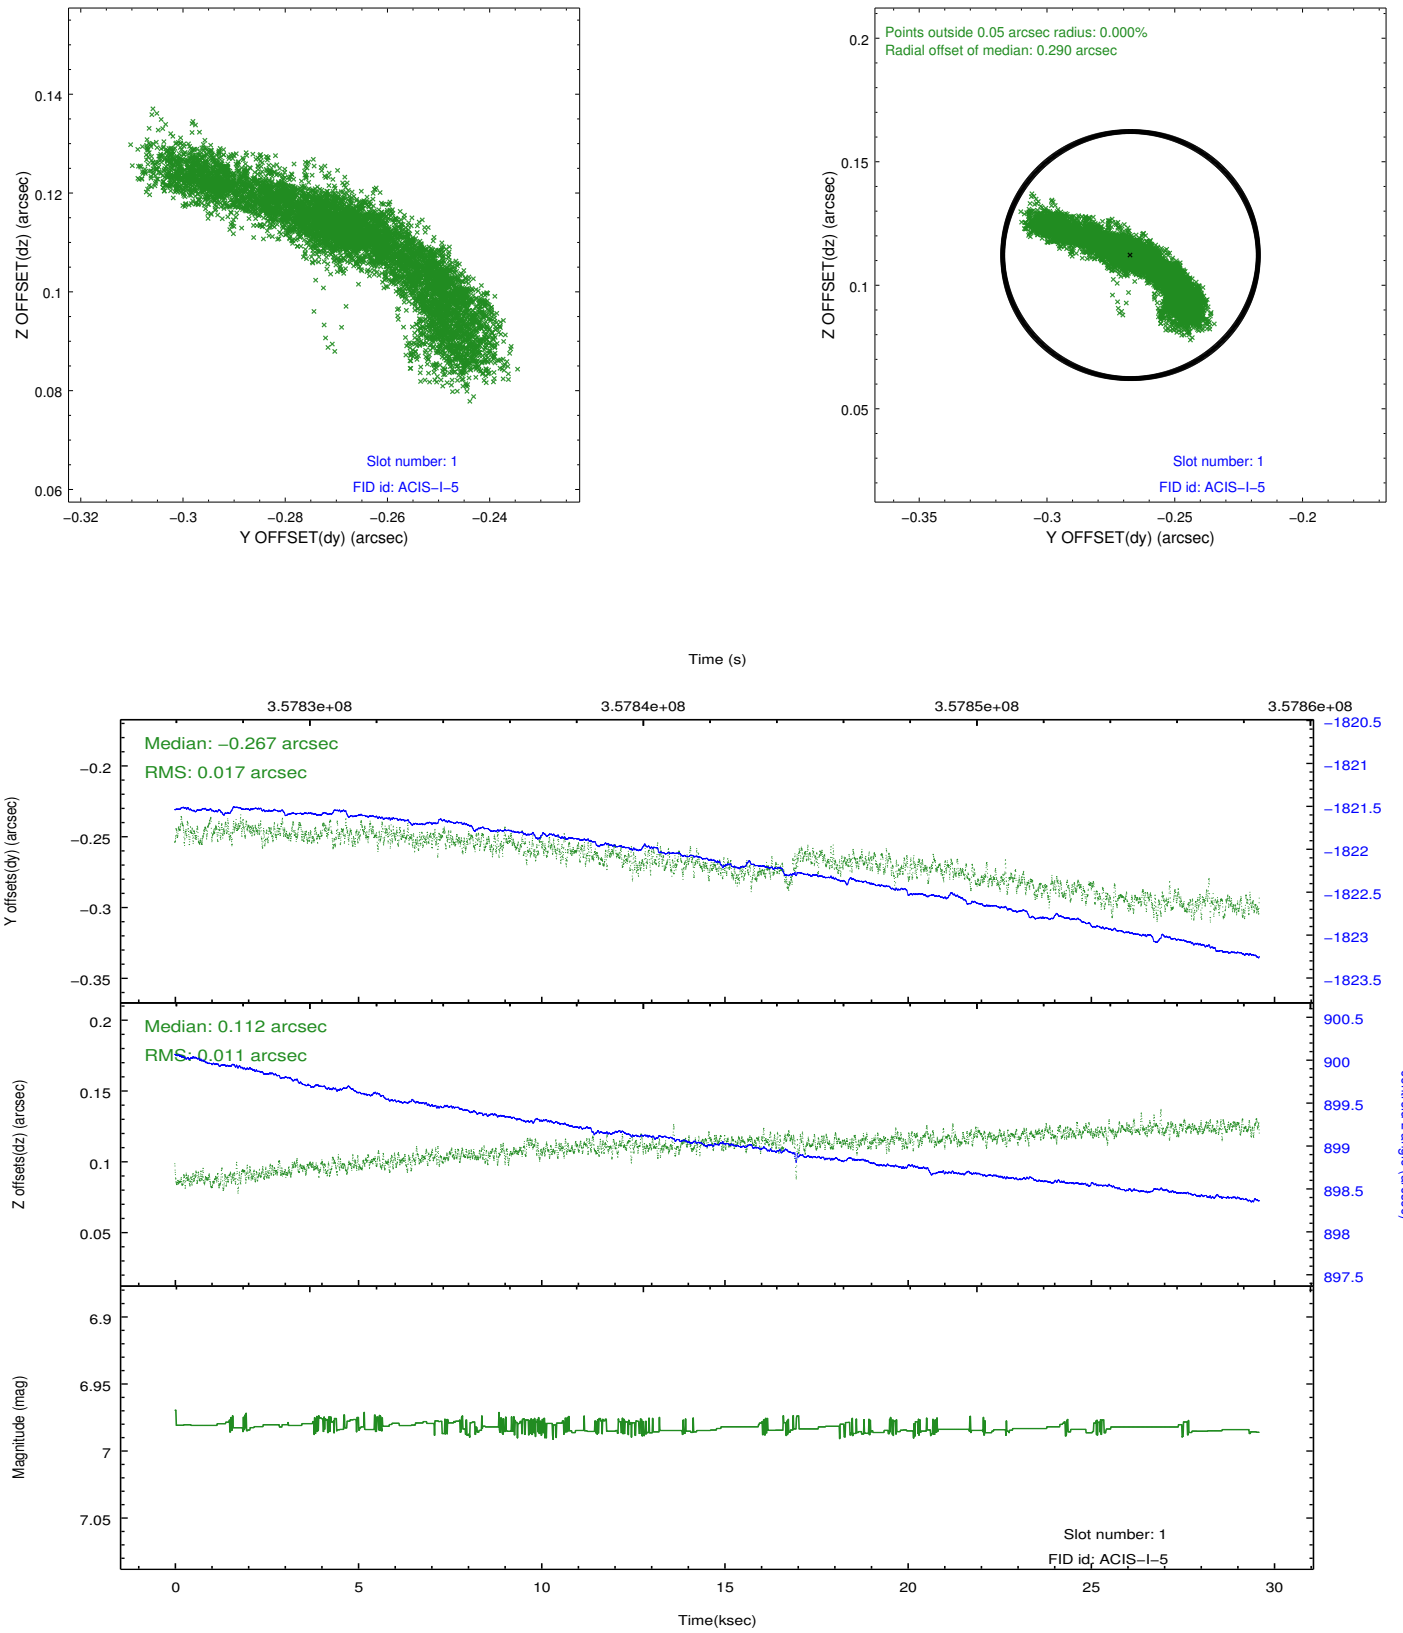 0.14
0.12
0.1
0.08
0.06
Z OFFSET(dz) (arcsec)
Slot number: 1
FID id: ACIS−I−5
−0.32
−0.3
−0.28
−0.26
−0.24
Y OFFSET(dy) (arcsec)
Points outside 0.05 arcsec radius: 0.000%
Radial offset of median: 0.290 arcsec
0.2
0.15
0.1
0.05
Z OFFSET(dz) (arcsec)
Slot number: 1
FID id: ACIS−I−5
−0.35
−0.3
−0.25
−0.2
Y OFFSET(dy) (arcsec)
Time (s)
3.5783e+08
3.5784e+08
3.5785e+08
3.5786e+08
Median: −0.267 arcsec
RMS: 0.017 arcsec
−0.2
−0.25
−0.3
−0.35
Y offsets(dy) (arcsec)
−1820.5
−1821
−1821.5
−1822
−1822.5
−1823
−1823.5
Median: 0.112 arcsec
RMS: 0.011 arcsec
0.2
0.15
0.1
0.05
Z offsets(dz) (arcsec)
900.5
900
899.5
899
898.5
898
897.5
6.9
6.95
7
7.05
Magnitude (mag)
Slot number: 1
FID id: ACIS−I−5
0
5
10
15
20
25
30
Time(ksec)